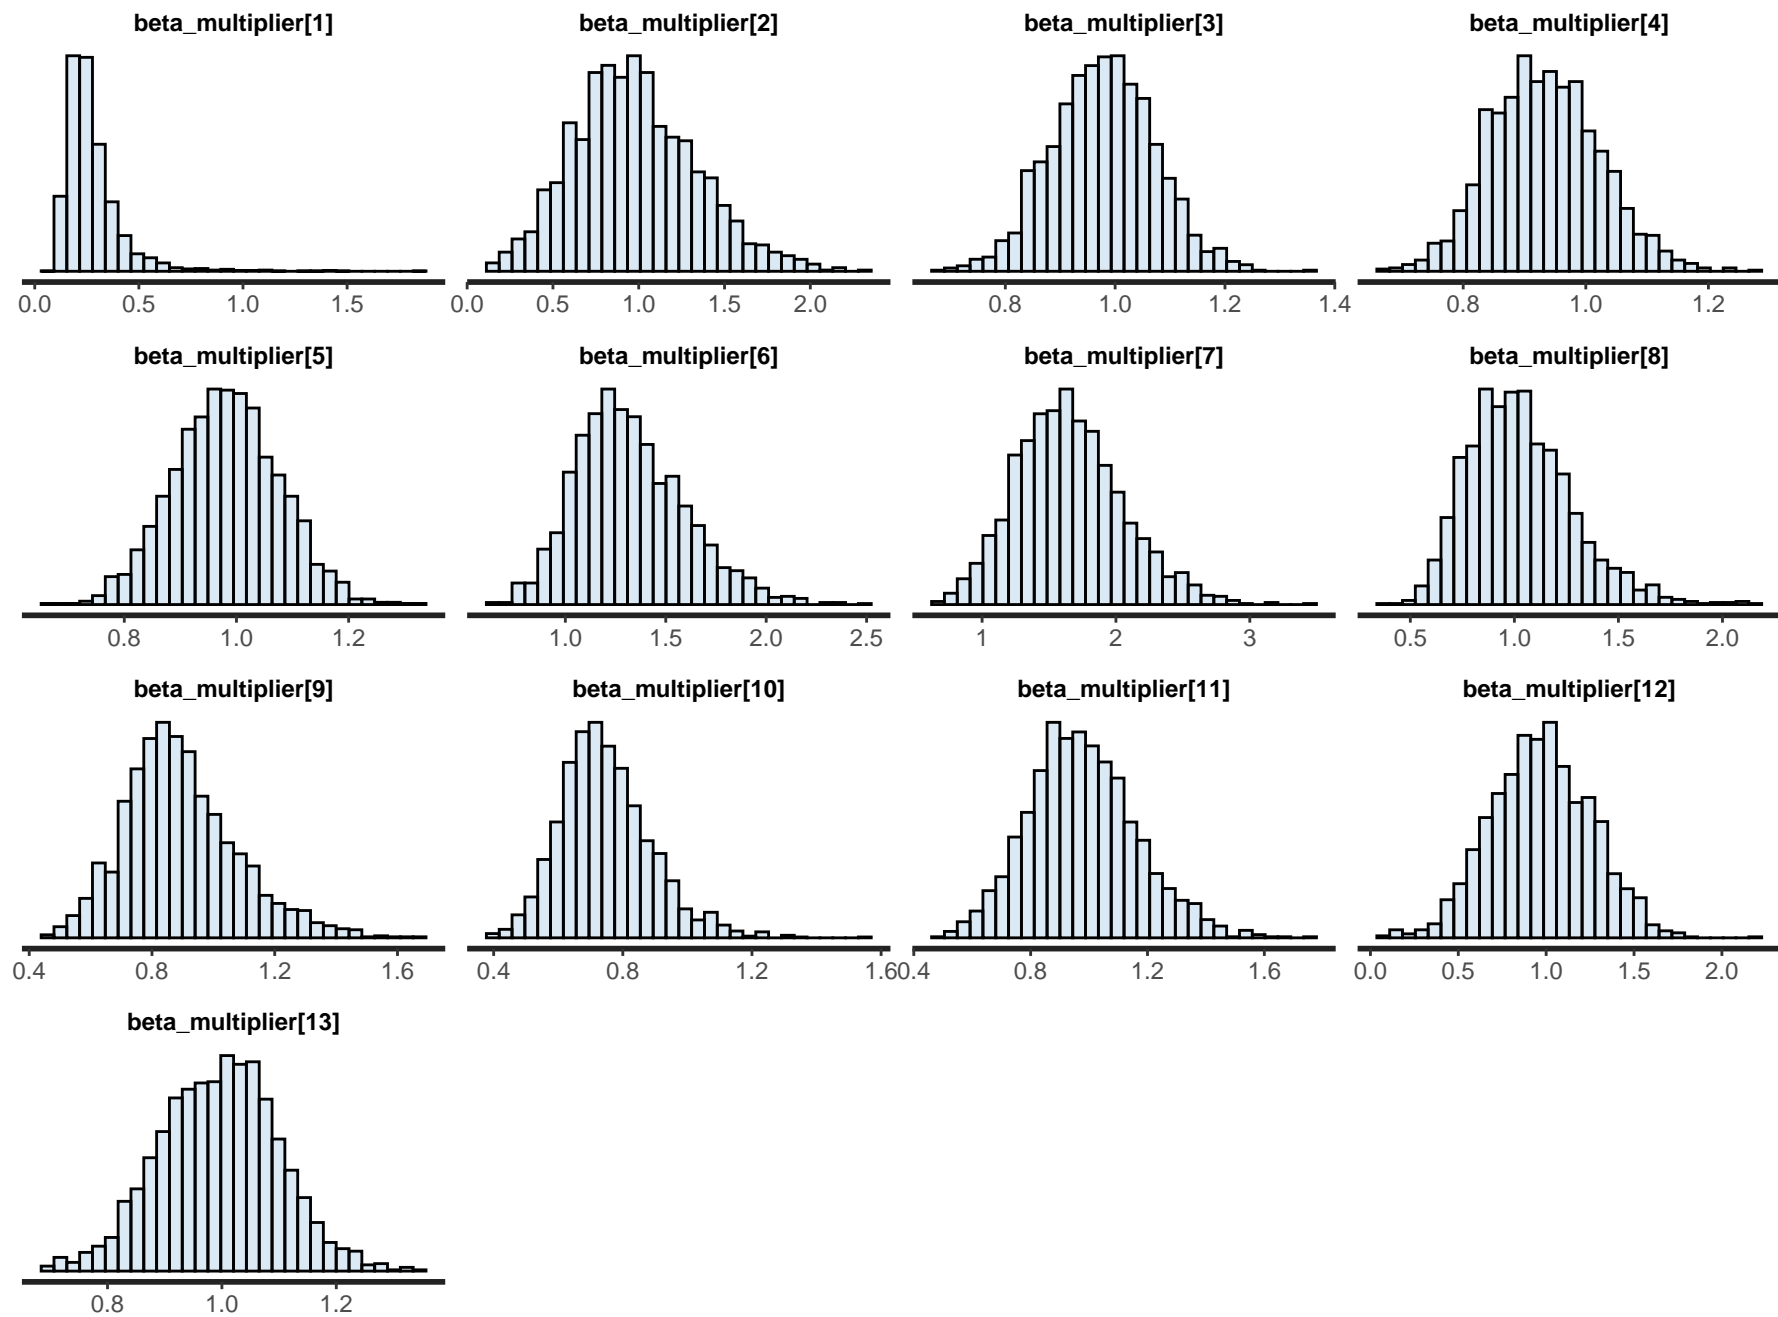 beta_multiplier[1] beta_multiplier[2] beta_multiplier[3] beta_multiplier[4]
0.0 0.5 1.0 1.5 0.0 0.5 1.0 1.5 2.0 0.8 1.0 1.2 1.4 0.8 1.0 1.2
beta_multiplier[5] beta_multiplier[6] beta_multiplier[7] beta_multiplier[8]
0.8 1.0 1.2 1.0 1.5 2.0 2.5 1 2 3 0.5 1.0 1.5 2.0
beta_multiplier[9] beta_multiplier[10] beta_multiplier[11] beta_multiplier[12]
0.4 0.8 1.2 1.6 0.4 0.8 1.2 1.6 0.4 0.8 1.2 1.6 0.0 0.5 1.0 1.5 2.0
beta_multiplier[13]
0.8 1.0 1.2